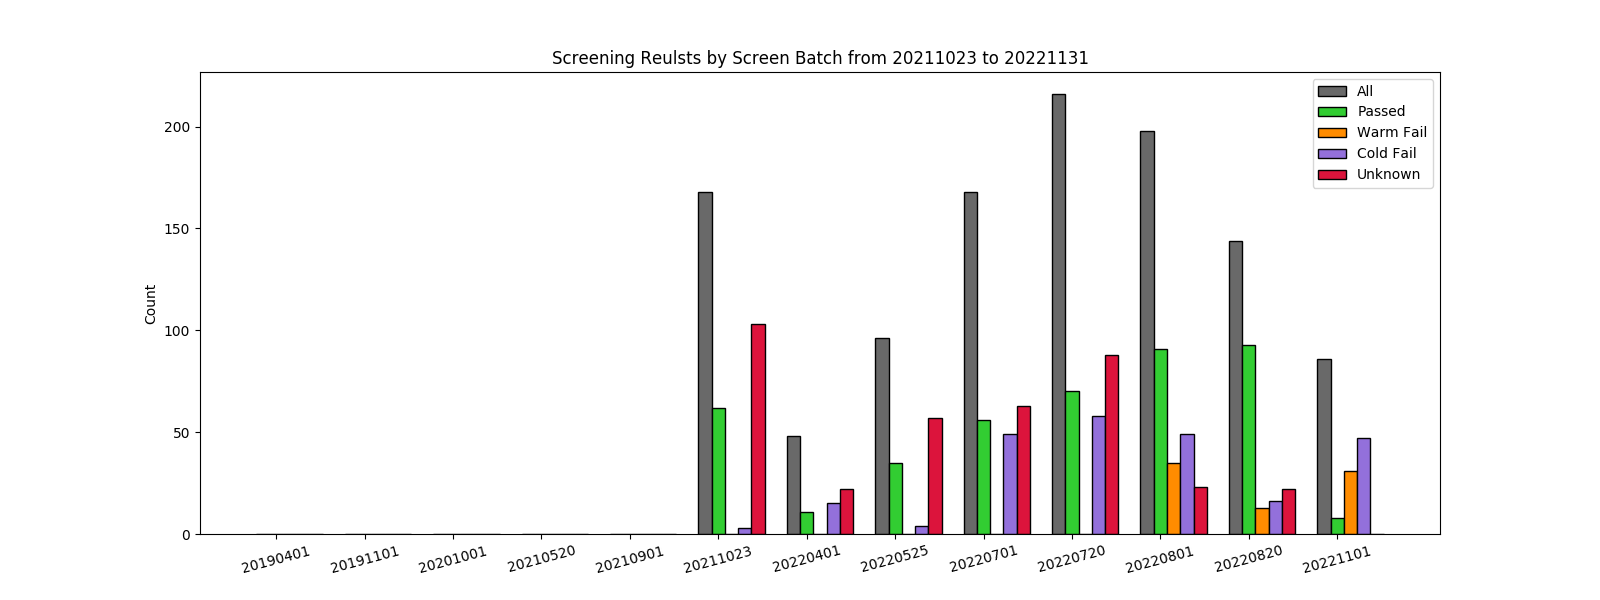 Screening Reulsts by Screen Batch from 20211023 to 20221131
All
Passed
Warm Fail
Cold Fail
Unknown
Count
200
150
100
50
0
20190401 20191101 20201001 20210520 20210901 20211023 20220401 20220525 20220701 20220720 20220801 20220820 20221101